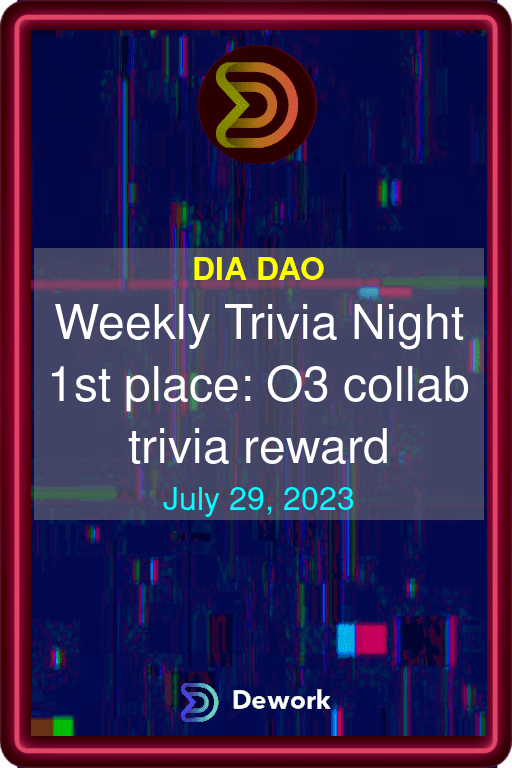 DIA DAO
Weekly Trivia Night
1st place: O3 collab
trivia reward
July 29, 2023
Dework